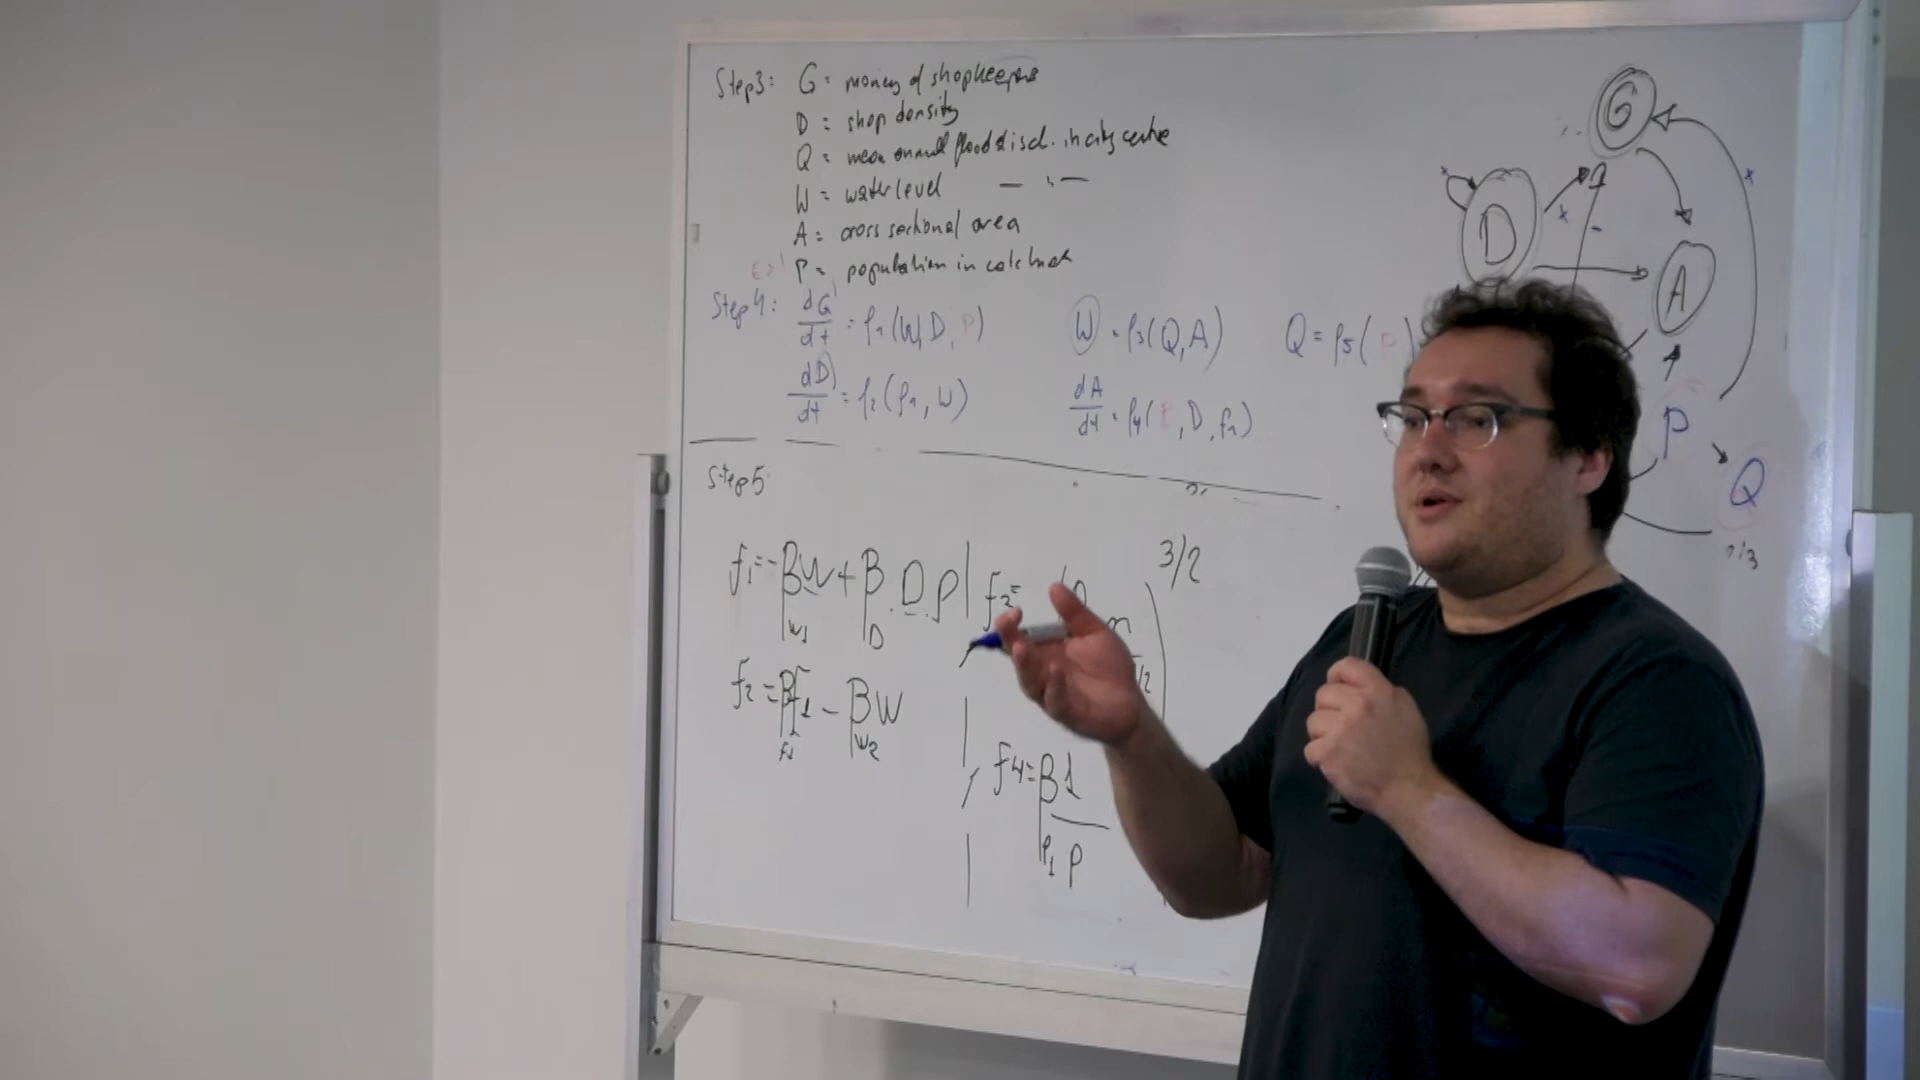 Step3: G = money of shopkeepers
D = shop density
Q = mean annual flood disch. in city centre
W = water level — " —
A = cross sectional area
P = population in catchment
Step4: dG/dt = f1(W, D, P)
W = f3(Q, A)
Q = f5(P)
dD/dt = f2(f1, W)
dA/dt = f4(P, D, f1)
Step5
f1 = -βW1 W + βD . D . P
f2 =
3/2
f2 = βf1 f1 - βW2 W
f4 = βP1 1/P
G
D
A
P
Q